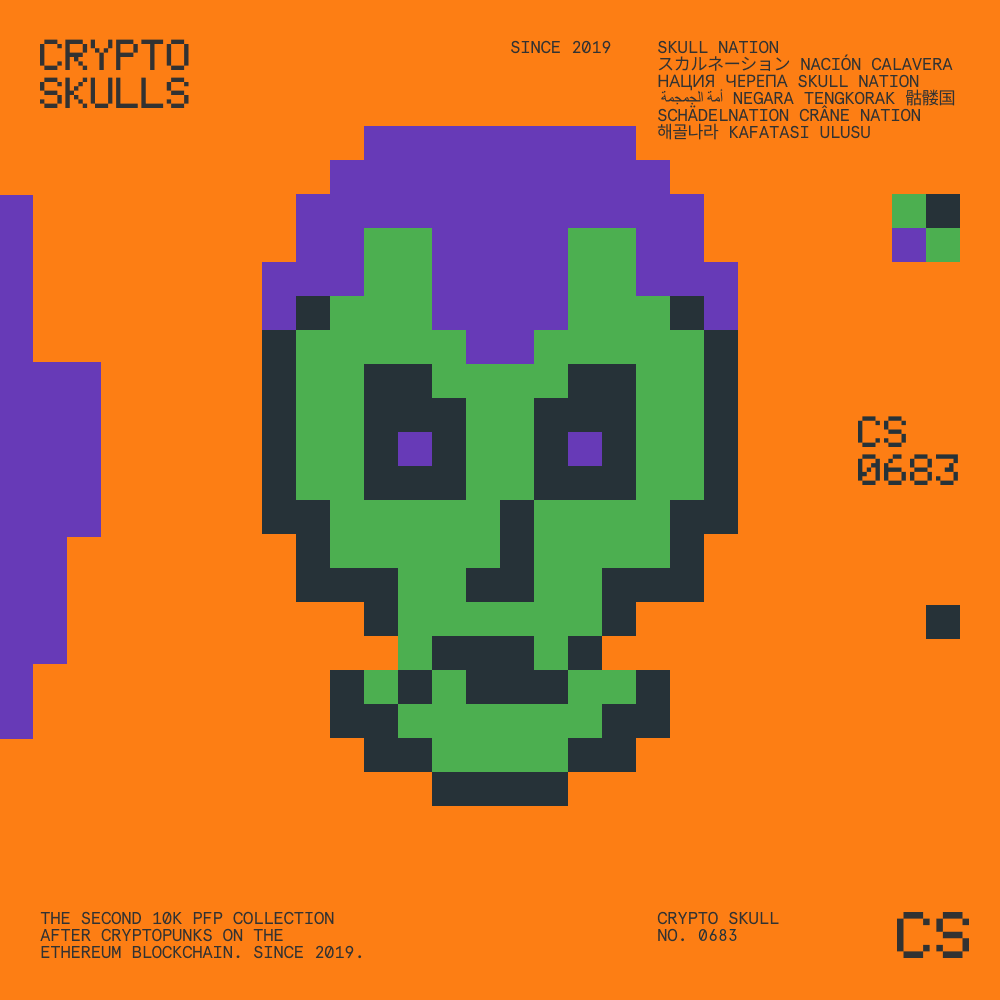 CRYPTO
SKULLS
SINCE 2019
SKULL NATION
スカルネーション NACIÓN CALAVERA
НАЦИЯ ЧЕРЕПА SKULL NATION
أمة الجمجمة NEGARA TENGKORAK 骷髅国
SCHÄDELNATION CRÂNE NATION
해골나라 KAFATASI ULUSU
CS
0683
THE SECOND 10K PFP COLLECTION
AFTER CRYPTOPUNKS ON THE
ETHEREUM BLOCKCHAIN. SINCE 2019.
CRYPTO SKULL
NO. 0683
CS